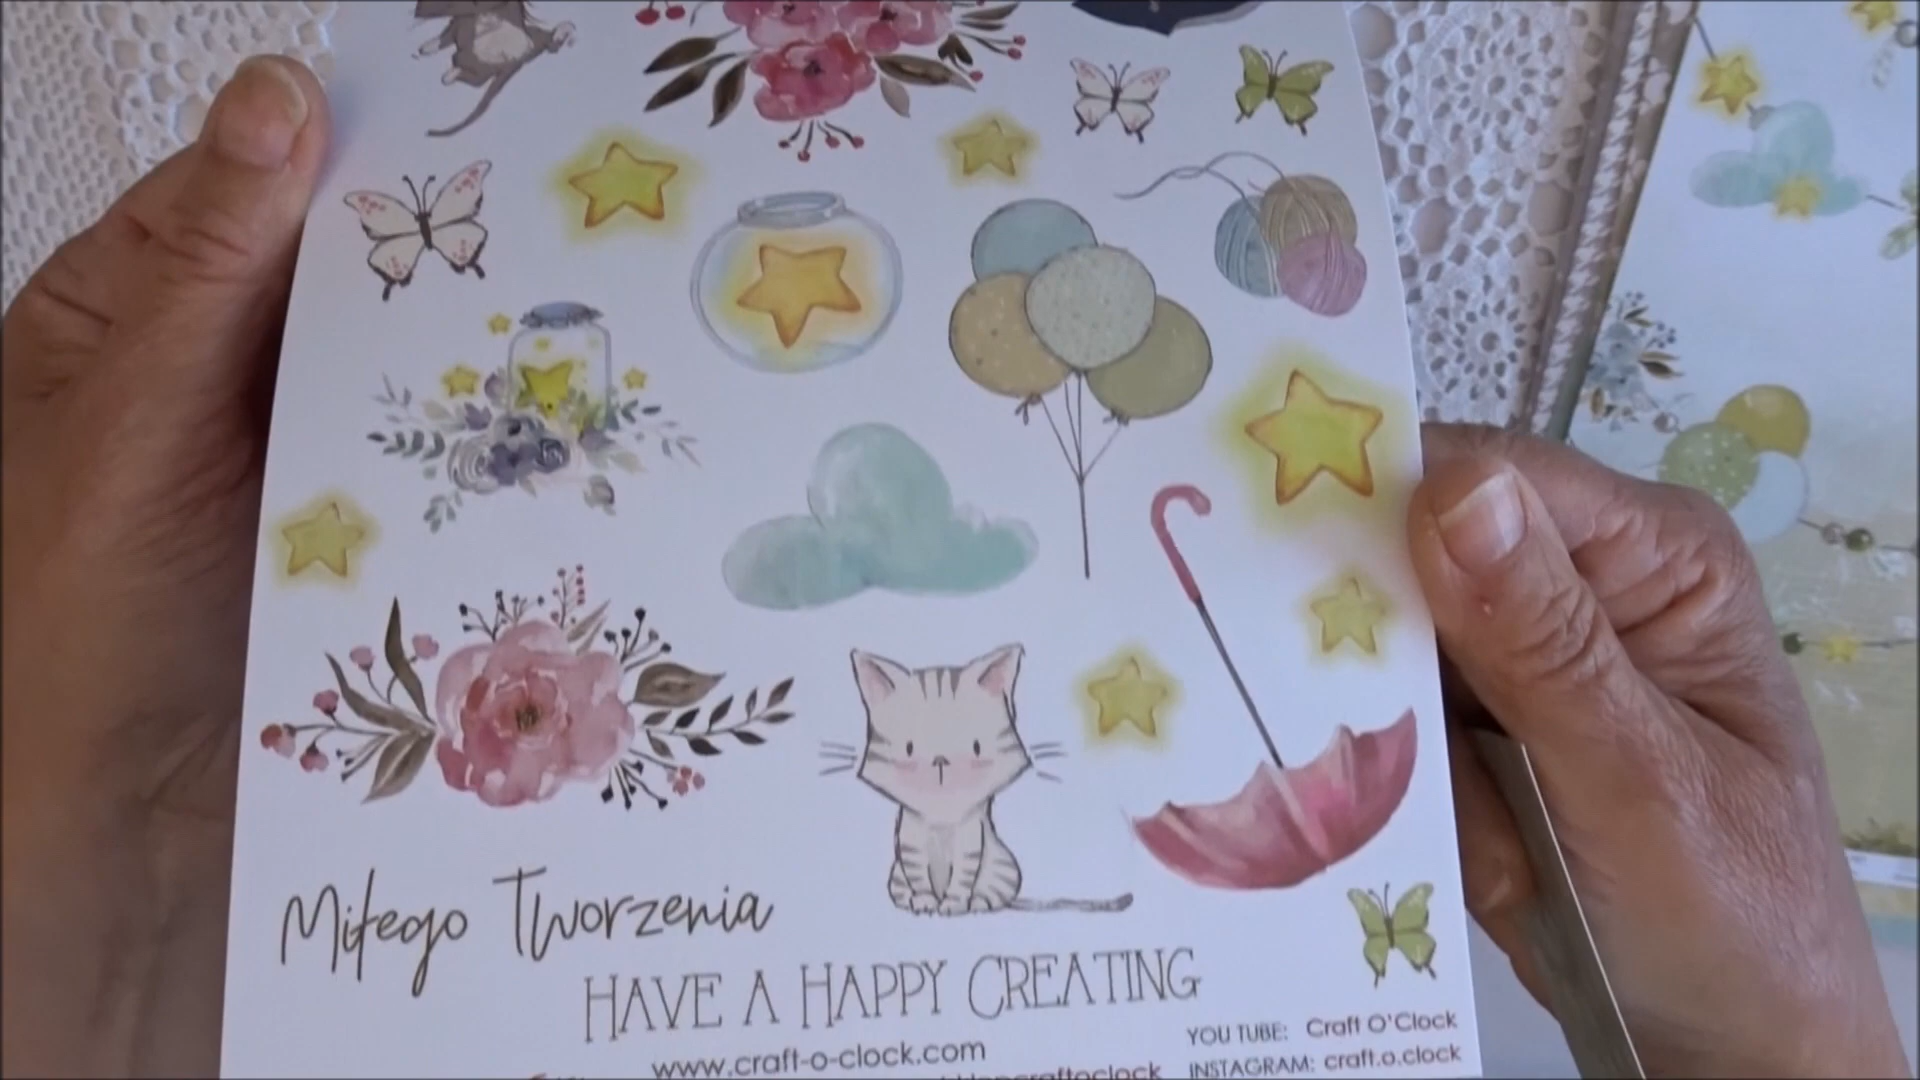 Miłego Tworzenia
HAVE A HAPPY CREATING
www.craft-o-clock.com
YOU TUBE: Craft O'Clock
INSTAGRAM: craft.o.clock